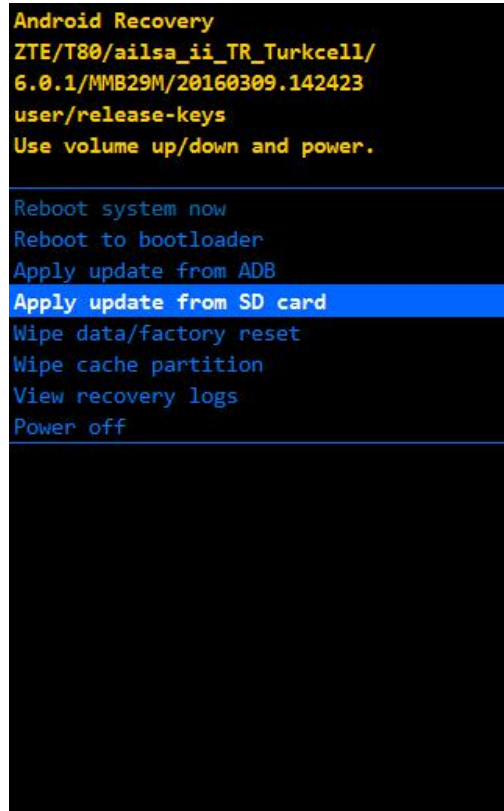 Android Recovery
ZTE/T80/ailsa_ii_TR_Turkcell/
6.0.1/MMB29M/20160309.142423
user/release-keys
Use volume up/down and power.
Reboot system now
Reboot to bootloader
Apply update from ADB
Apply update from SD card
Wipe data/factory reset
Wipe cache partition
View recovery logs
Power off